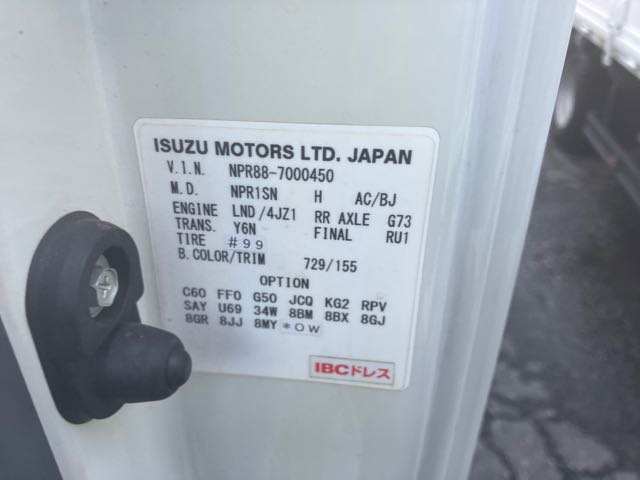 ISUZU MOTORS LTD. JAPAN
V.I.N. NPR88-7000450
M.D. NPR1SN H AC/BJ
ENGINE LND/4JZ1 RR AXLE G73
TRANS. Y6N FINAL RU1
TIRE #99
B.COLOR/TRIM 729/155
OPTION
C60 FF0 G50 JCQ KG2 RPV
SAY U69 34W 8BM 8BX 8GJ
8GR 8JJ 8MY *0W
IBCドレス